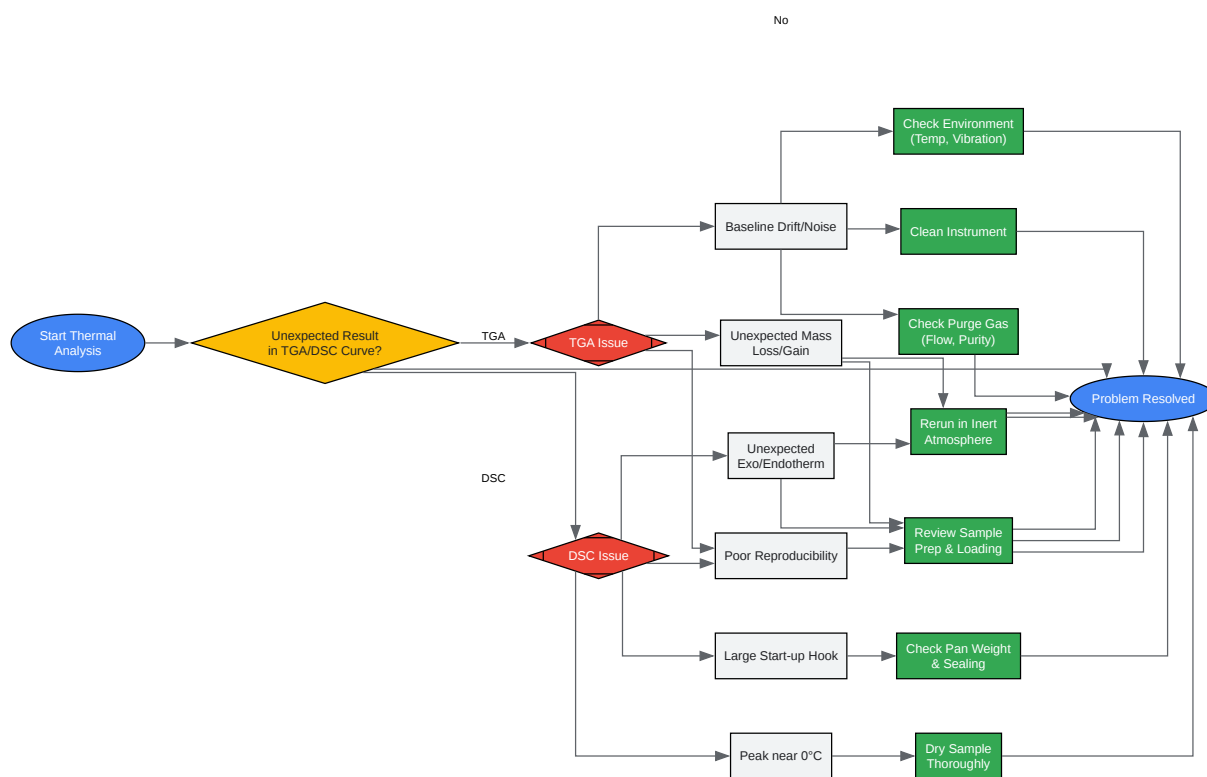 No
Check Environment
(Temp, Vibration)
Baseline Drift/Noise
Clean Instrument
Start Thermal
Analysis
Unexpected Result
in TGA/DSC Curve?
TGA
TGA Issue
Unexpected Mass
Loss/Gain
Check Purge Gas
(Flow, Purity)
Problem Resolved
Rerun in Inert
Atmosphere
Unexpected
Exo/Endotherm
DSC
DSC Issue
Poor Reproducibility
Review Sample
Prep & Loading
Large Start-up Hook
Check Pan Weight
& Sealing
Peak near 0°C
Dry Sample
Thoroughly